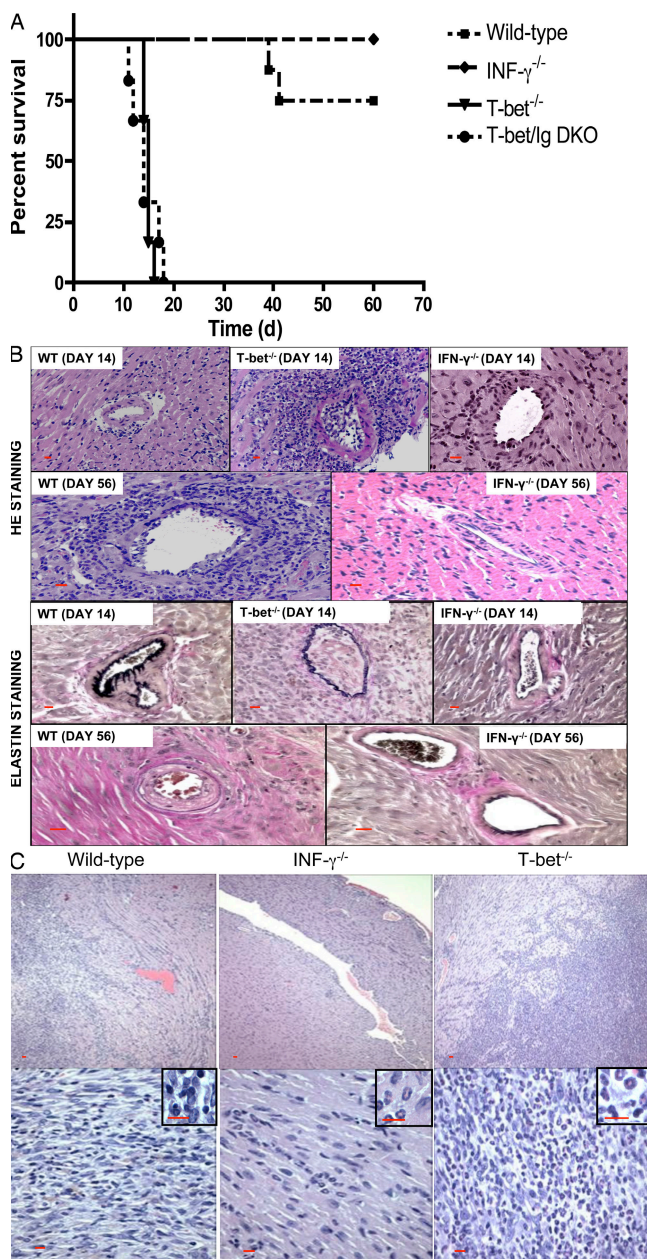 A
Percent survival
100
75
50
25
0
0 10 20 30 40 50 60 70
Time (d)
Wild-type
INF-γ-/-
T-bet-/-
T-bet/Ig DKO
B
HE STAINING
WT (DAY 14) T-bet-/- (DAY 14) IFN-γ-/- (DAY 14)
WT (DAY 56) IFN-γ-/- (DAY 56)
ELASTIN STAINING
WT (DAY 14) T-bet-/- (DAY 14) IFN-γ-/- (DAY 14)
WT (DAY 56) IFN-γ-/- (DAY 56)
C
Wild-type INF-γ-/- T-bet-/-